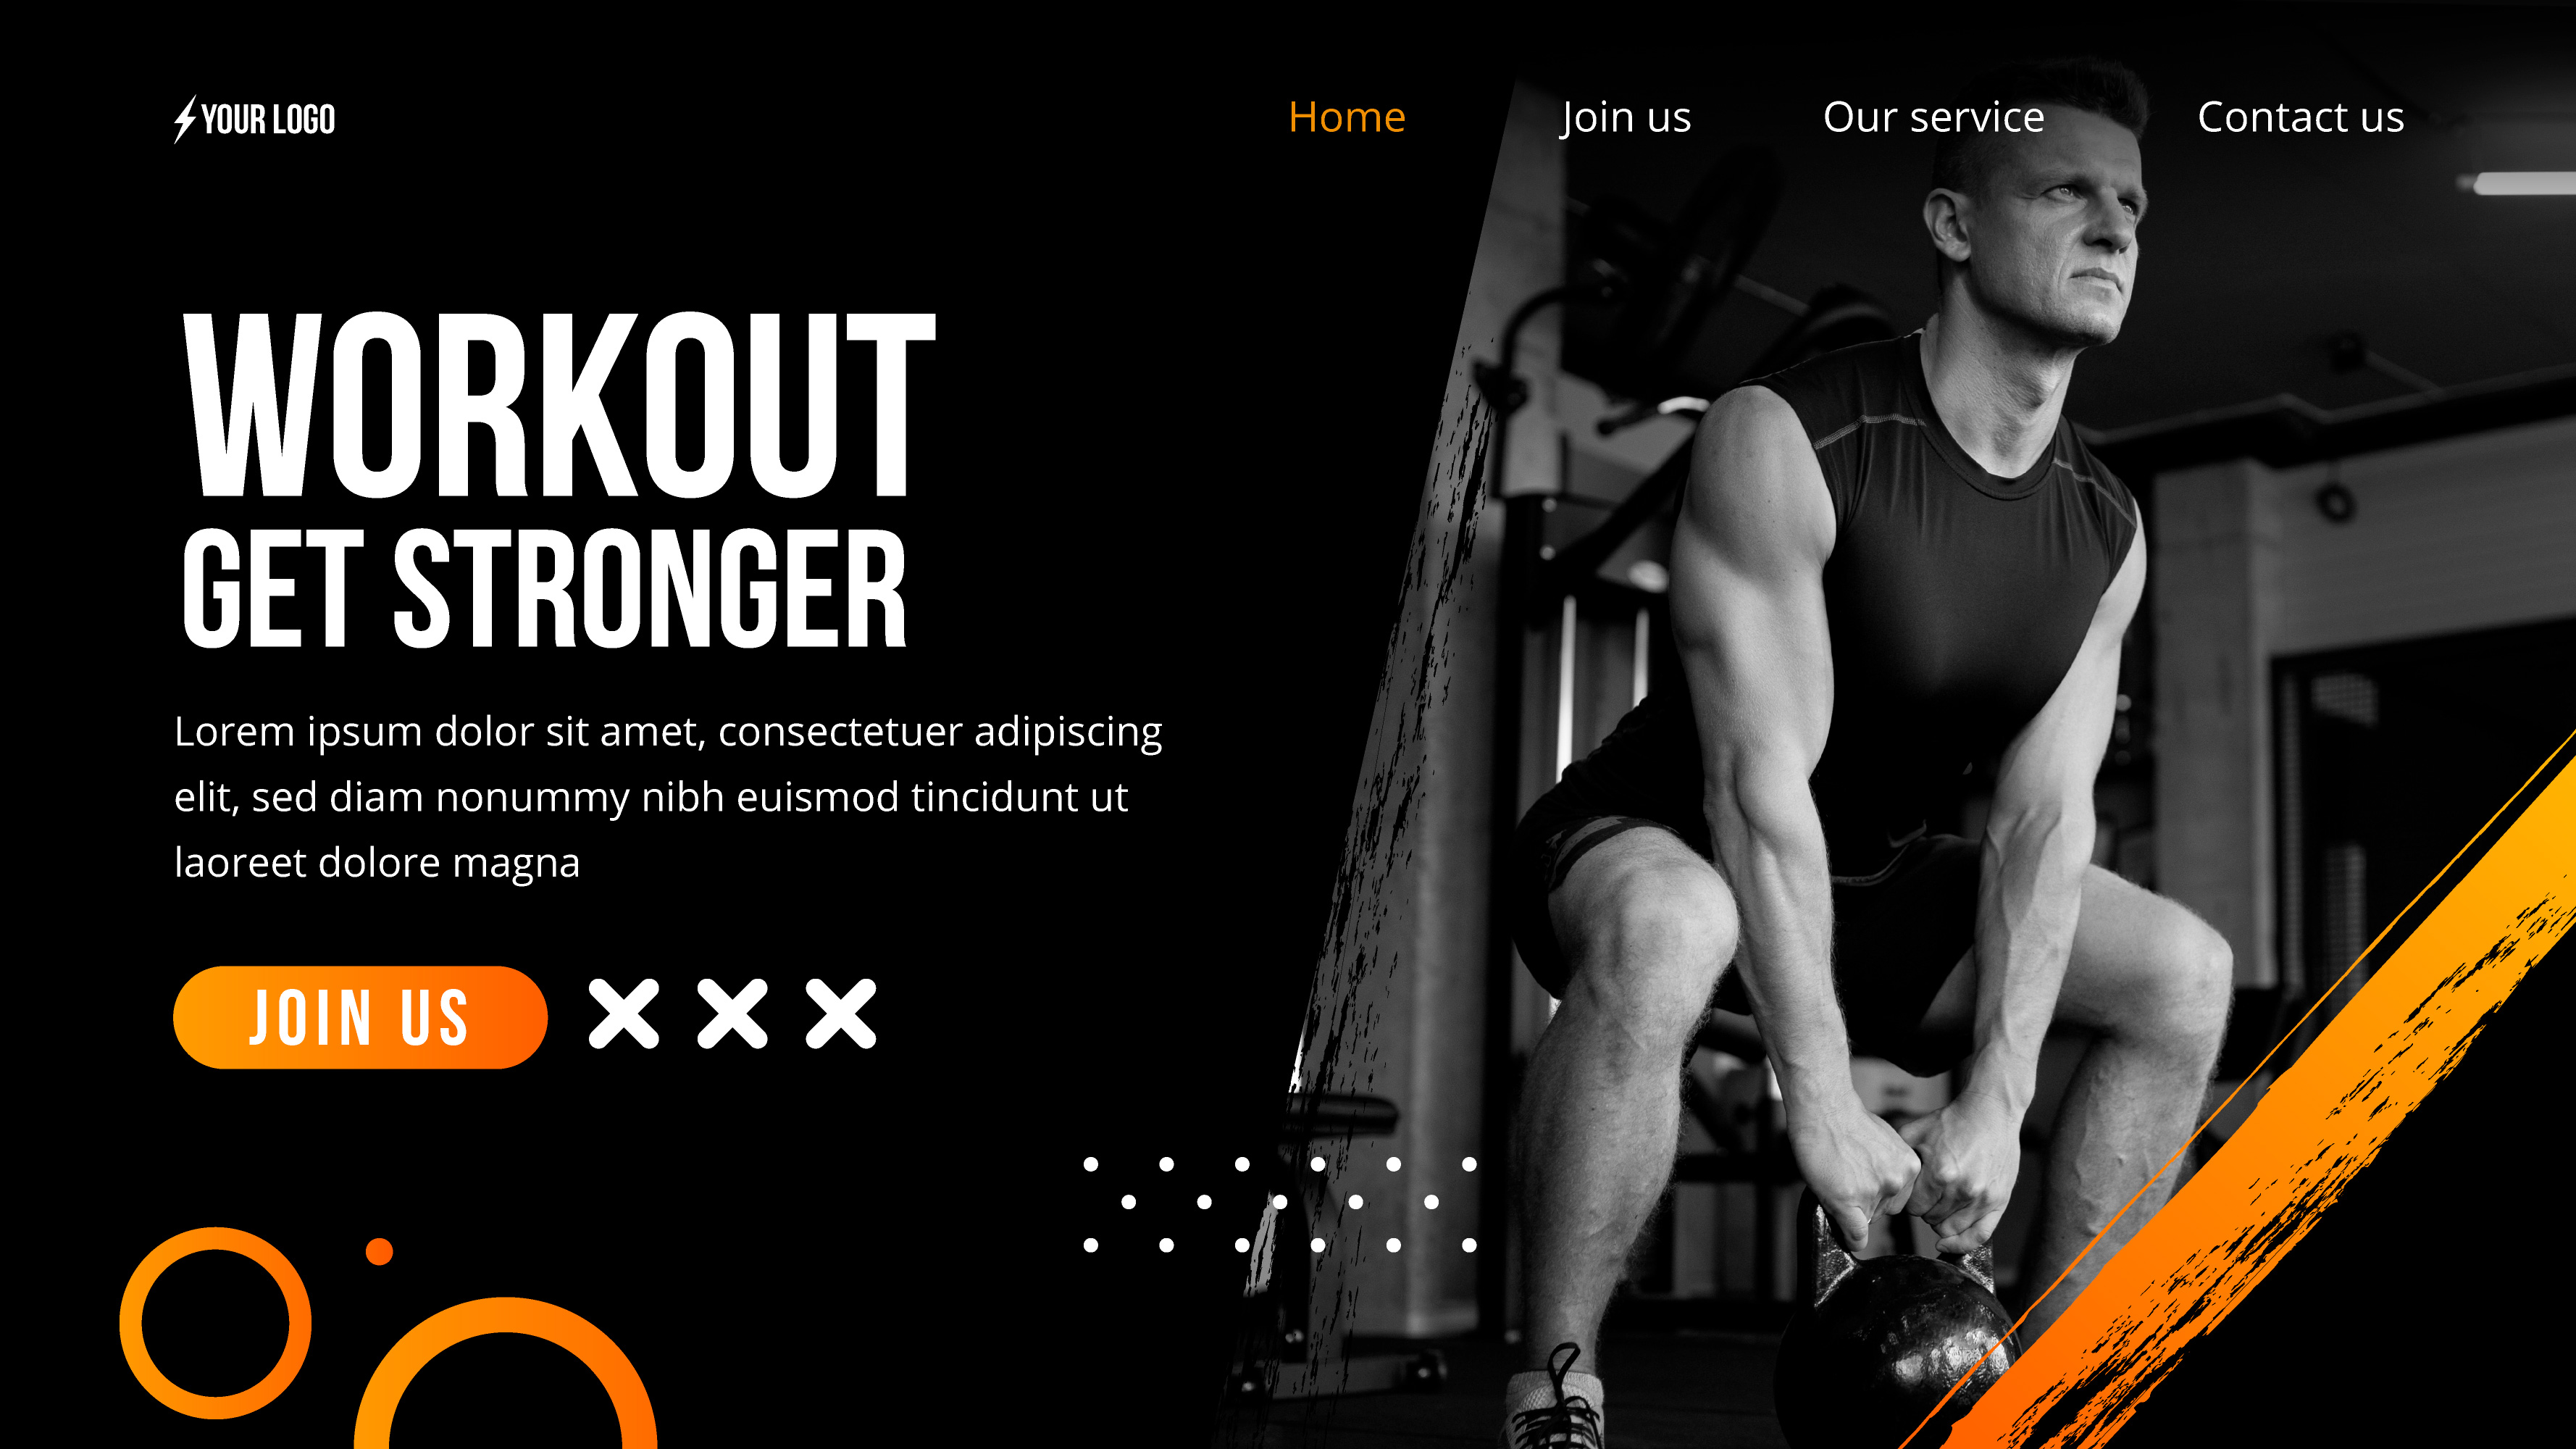 YOUR LOGO
Home Join us Our service Contact us
WORKOUT
GET STRONGER
Lorem ipsum dolor sit amet, consectetuer adipiscing
elit, sed diam nonummy nibh euismod tincidunt ut
laoreet dolore magna
JOIN US